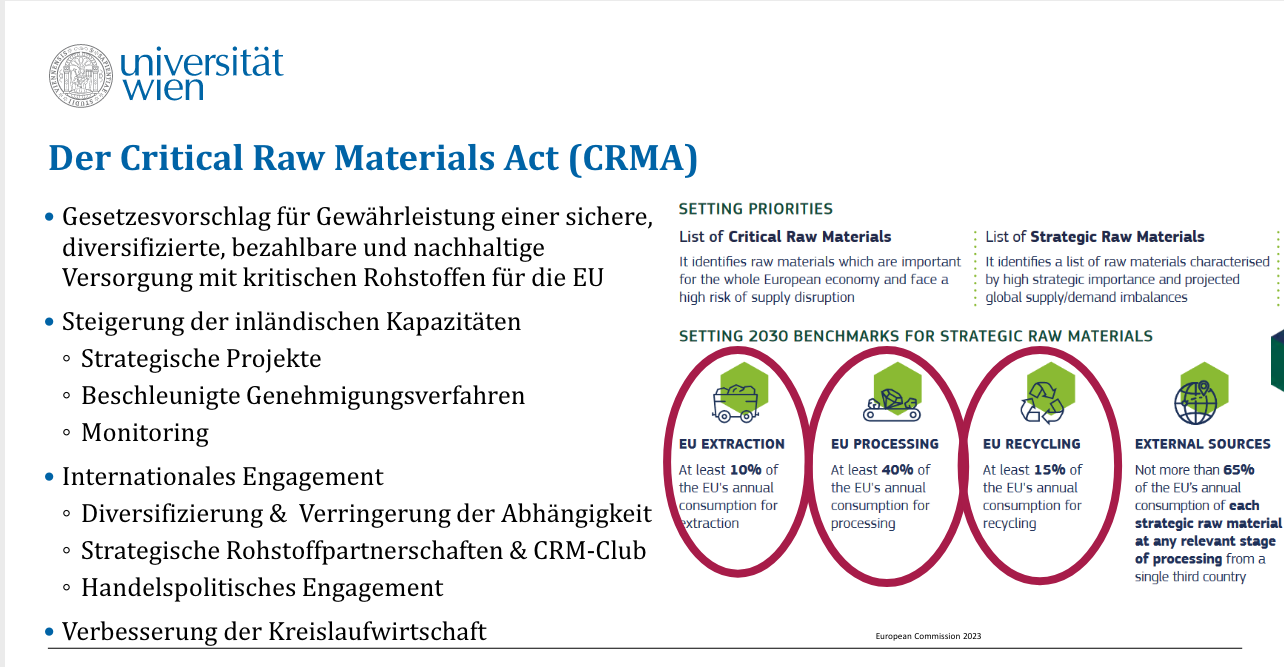 universität
wien
Der Critical Raw Materials Act (CRMA)
• Gesetzesvorschlag für Gewährleistung einer sichere,
diversifizierte, bezahlbare und nachhaltige
Versorgung mit kritischen Rohstoffen für die EU
• Steigerung der inländischen Kapazitäten
◦ Strategische Projekte
◦ Beschleunigte Genehmigungsverfahren
◦ Monitoring
• Internationales Engagement
◦ Diversifizierung & Verringerung der Abhängigkeit
◦ Strategische Rohstoffpartnerschaften & CRM-Club
◦ Handelspolitisches Engagement
• Verbesserung der Kreislaufwirtschaft
SETTING PRIORITIES
List of Critical Raw Materials
It identifies raw materials which are important
for the whole European economy and face a
high risk of supply disruption
List of Strategic Raw Materials
It identifies a list of raw materials characterised
by high strategic importance and projected
global supply/demand imbalances
SETTING 2030 BENCHMARKS FOR STRATEGIC RAW MATERIALS
EU EXTRACTION
At least 10% of
the EU's annual
consumption for
extraction
EU PROCESSING
At least 40% of
the EU's annual
consumption for
processing
EU RECYCLING
At least 15% of
the EU's annual
consumption for
recycling
EXTERNAL SOURCES
Not more than 65%
of the EU's annual
consumption of each
strategic raw material
at any relevant stage
of processing from a
single third country
European Commission 2023